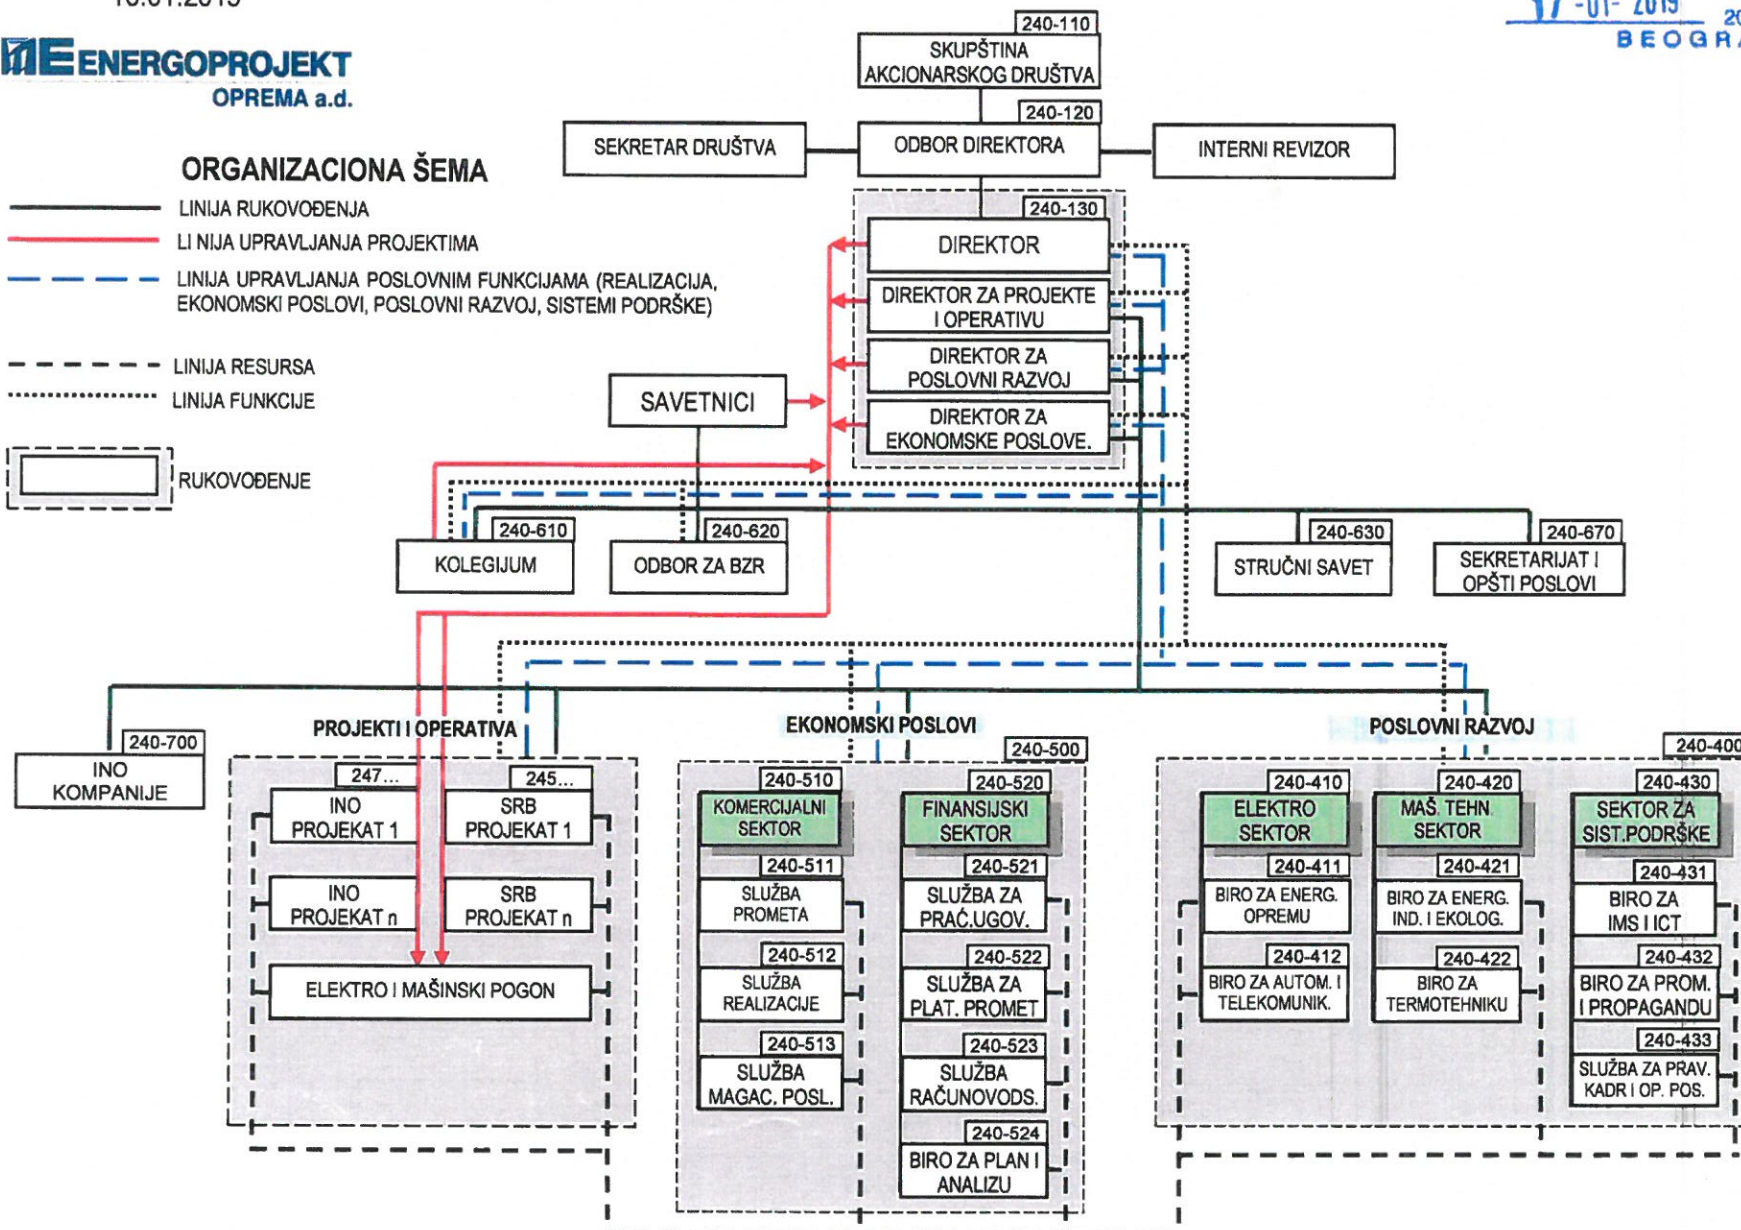 ENERGOPROJEKT
OPREMA a.d.
17 -01- 2019
240-110
SKUPŠTINA
AKCIONARSKOG DRUŠTVA
240-120
SEKRETAR DRUŠTVA
ODBOR DIREKTORA
INTERNI REVIZOR
ORGANIZACIONA ŠEMA
LINIJA RUKOVOĐENJA
LI NIJA UPRAVLJANJA PROJEKTIMA
LINIJA UPRAVLJANJA POSLOVNIM FUNKCIJAMA (REALIZACIJA,
EKONOMSKI POSLOVI, POSLOVNI RAZVOJ, SISTEMI PODRŠKE)
LINIJA RESURSA
LINIJA FUNKCIJE
RUKOVOĐENJE
240-130
DIREKTOR
DIREKTOR ZA PROJEKTE
I OPERATIVU
DIREKTOR ZA
POSLOVNI RAZVOJ
DIREKTOR ZA
EKONOMSKE POSLOVE.
SAVETNICI
240-610
KOLEGIJUM
240-620
ODBOR ZA BZR
240-630
STRUČNI SAVET
240-670
SEKRETARIJAT I
OPŠTI POSLOVI
240-700
INO
KOMPANIJE
PROJEKTI I OPERATIVA
247...
INO
PROJEKAT 1
245...
SRB
PROJEKAT 1
INO
PROJEKAT n
SRB
PROJEKAT n
ELEKTRO I MAŠINSKI POGON
EKONOMSKI POSLOVI
240-500
240-510
KOMERCIJALNI
SEKTOR
240-511
SLUŽBA
PROMETA
240-512
SLUŽBA
REALIZACIJE
240-513
SLUŽBA
MAGAC. POSL.
240-520
FINANSIJSKI
SEKTOR
240-521
SLUŽBA ZA
PRAĆ.UGOV.
240-522
SLUŽBA ZA
PLAT. PROMET
240-523
SLUŽBA
RAČUNOVODS.
240-524
BIRO ZA PLAN I
ANALIZU
POSLOVNI RAZVOJ
240-400
240-410
ELEKTRO
SEKTOR
240-411
BIRO ZA ENERG.
OPREMU
240-412
BIRO ZA AUTOM. I
TELEKOMUNIK.
240-420
MAŠ. TEHN.
SEKTOR
240-421
BIRO ZA ENERG.
IND. I EKOLOG.
240-422
BIRO ZA
TERMOTEHNIKU
240-430
SEKTOR ZA
SIST.PODRŠKE
240-431
BIRO ZA
IMS I ICT
240-432
BIRO ZA PROM.
I PROPAGANDU
240-433
SLUŽBA ZA PRAV.
KADR I OP. POS.